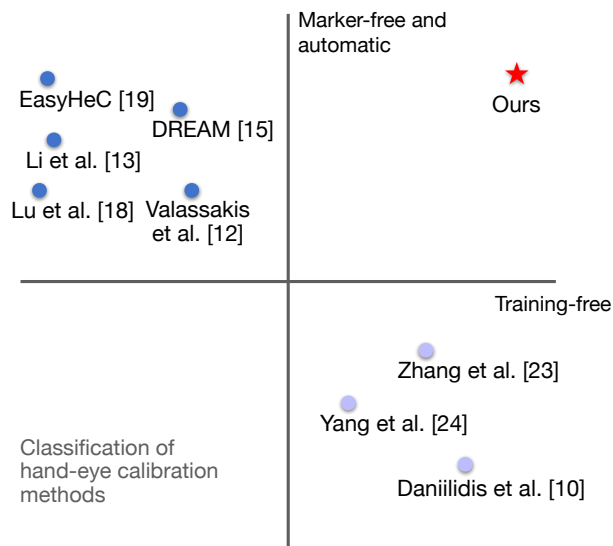 Marker-free and
automatic
EasyHeC [19]
DREAM [15]
Ours
Li et al. [13]
Lu et al. [18]
Valassakis
et al. [12]
Training-free
Zhang et al. [23]
Yang et al. [24]
Daniilidis et al. [10]
Classification of
hand-eye calibration
methods